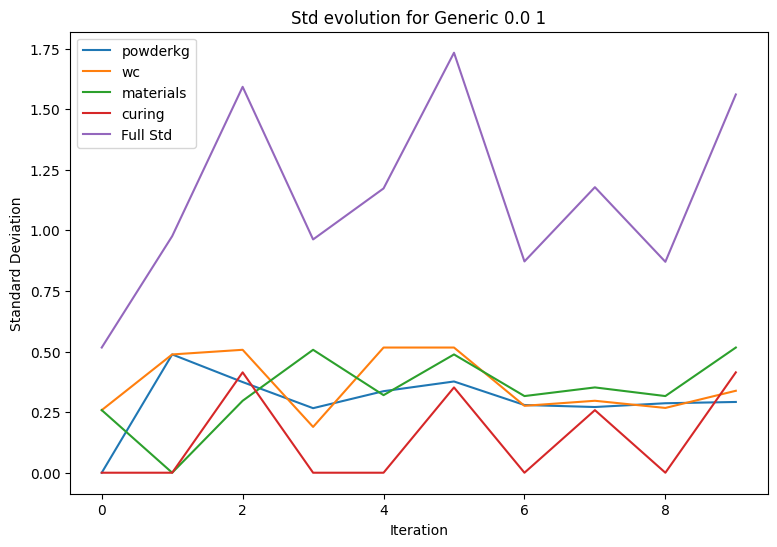 Std evolution for Generic 0.0 1
powderkg
wc
materials
curing
Full Std
Standard Deviation
1.75
1.50
1.25
1.00
0.75
0.50
0.25
0.00
0 2 4 6 8
Iteration